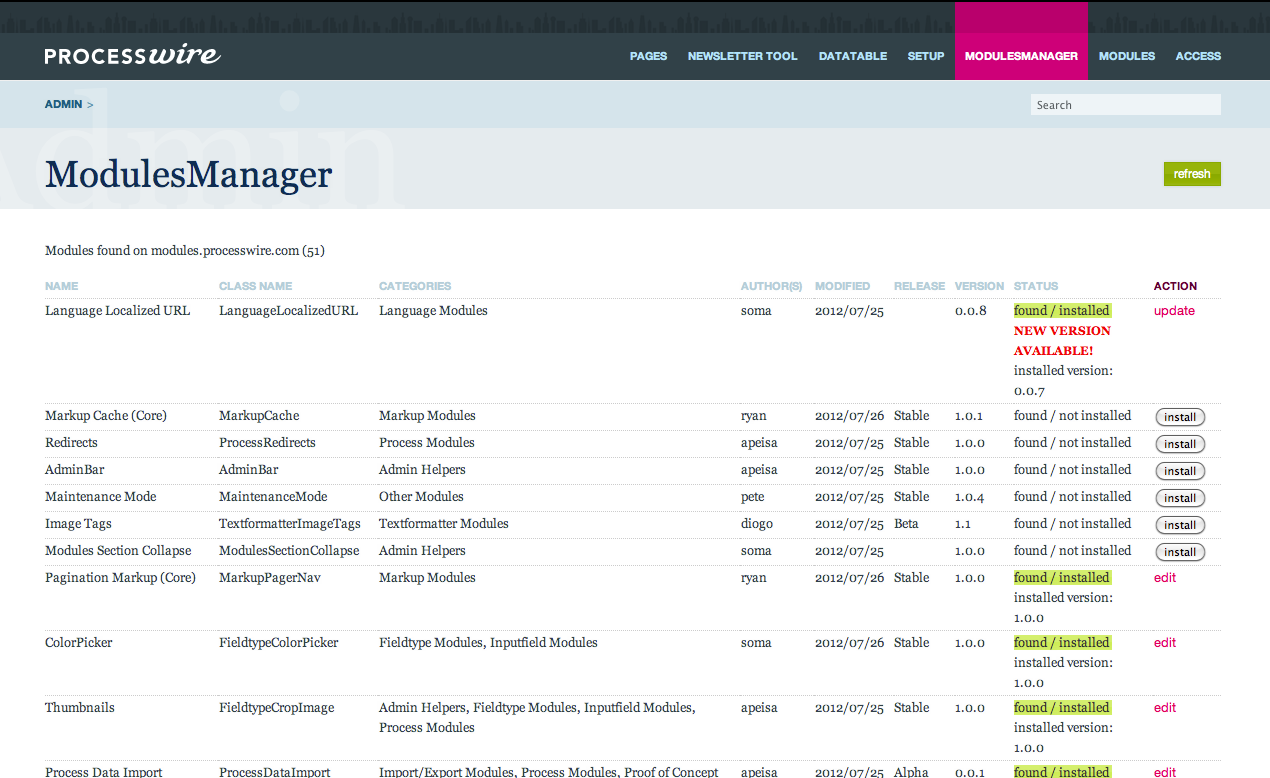 PROCESSwire
PAGES NEWSLETTER TOOL DATATABLE SETUP MODULESMANAGER MODULES ACCESS
Admin
ADMIN > Search
ModulesManager refresh
Modules found on modules.processwire.com (51)
NAME CLASS NAME CATEGORIES AUTHOR(S) MODIFIED RELEASE VERSION STATUS ACTION
Language Localized URL LanguageLocalizedURL Language Modules soma 2012/07/25 0.0.8 found / installed update
NEW VERSION
AVAILABLE!
installed version:
0.0.7
Markup Cache (Core) MarkupCache Markup Modules ryan 2012/07/26 Stable 1.0.1 found / not installed install
Redirects ProcessRedirects Process Modules apeisa 2012/07/25 Stable 1.0.0 found / not installed install
AdminBar AdminBar Admin Helpers apeisa 2012/07/25 Stable 1.0.0 found / not installed install
Maintenance Mode MaintenanceMode Other Modules pete 2012/07/25 Stable 1.0.4 found / not installed install
Image Tags TextformatterImageTags Textformatter Modules diogo 2012/07/25 Beta 1.1 found / not installed install
Modules Section Collapse ModulesSectionCollapse Admin Helpers soma 2012/07/25 1.0.0 found / not installed install
Pagination Markup (Core) MarkupPagerNav Markup Modules ryan 2012/07/26 Stable 1.0.0 found / installed edit
installed version:
1.0.0
ColorPicker FieldtypeColorPicker Fieldtype Modules, Inputfield Modules soma 2012/07/26 Stable 1.0.0 found / installed edit
installed version:
1.0.0
Thumbnails FieldtypeCropImage Admin Helpers, Fieldtype Modules, Inputfield Modules, apeisa 2012/07/25 Stable 1.0.0 found / installed edit
Process Modules installed version:
1.0.0
Process Data Import ProcessDataImport Import/Export Modules, Process Modules, Proof of Concept apeisa 2012/07/25 Alpha 0.0.1 found / installed edit